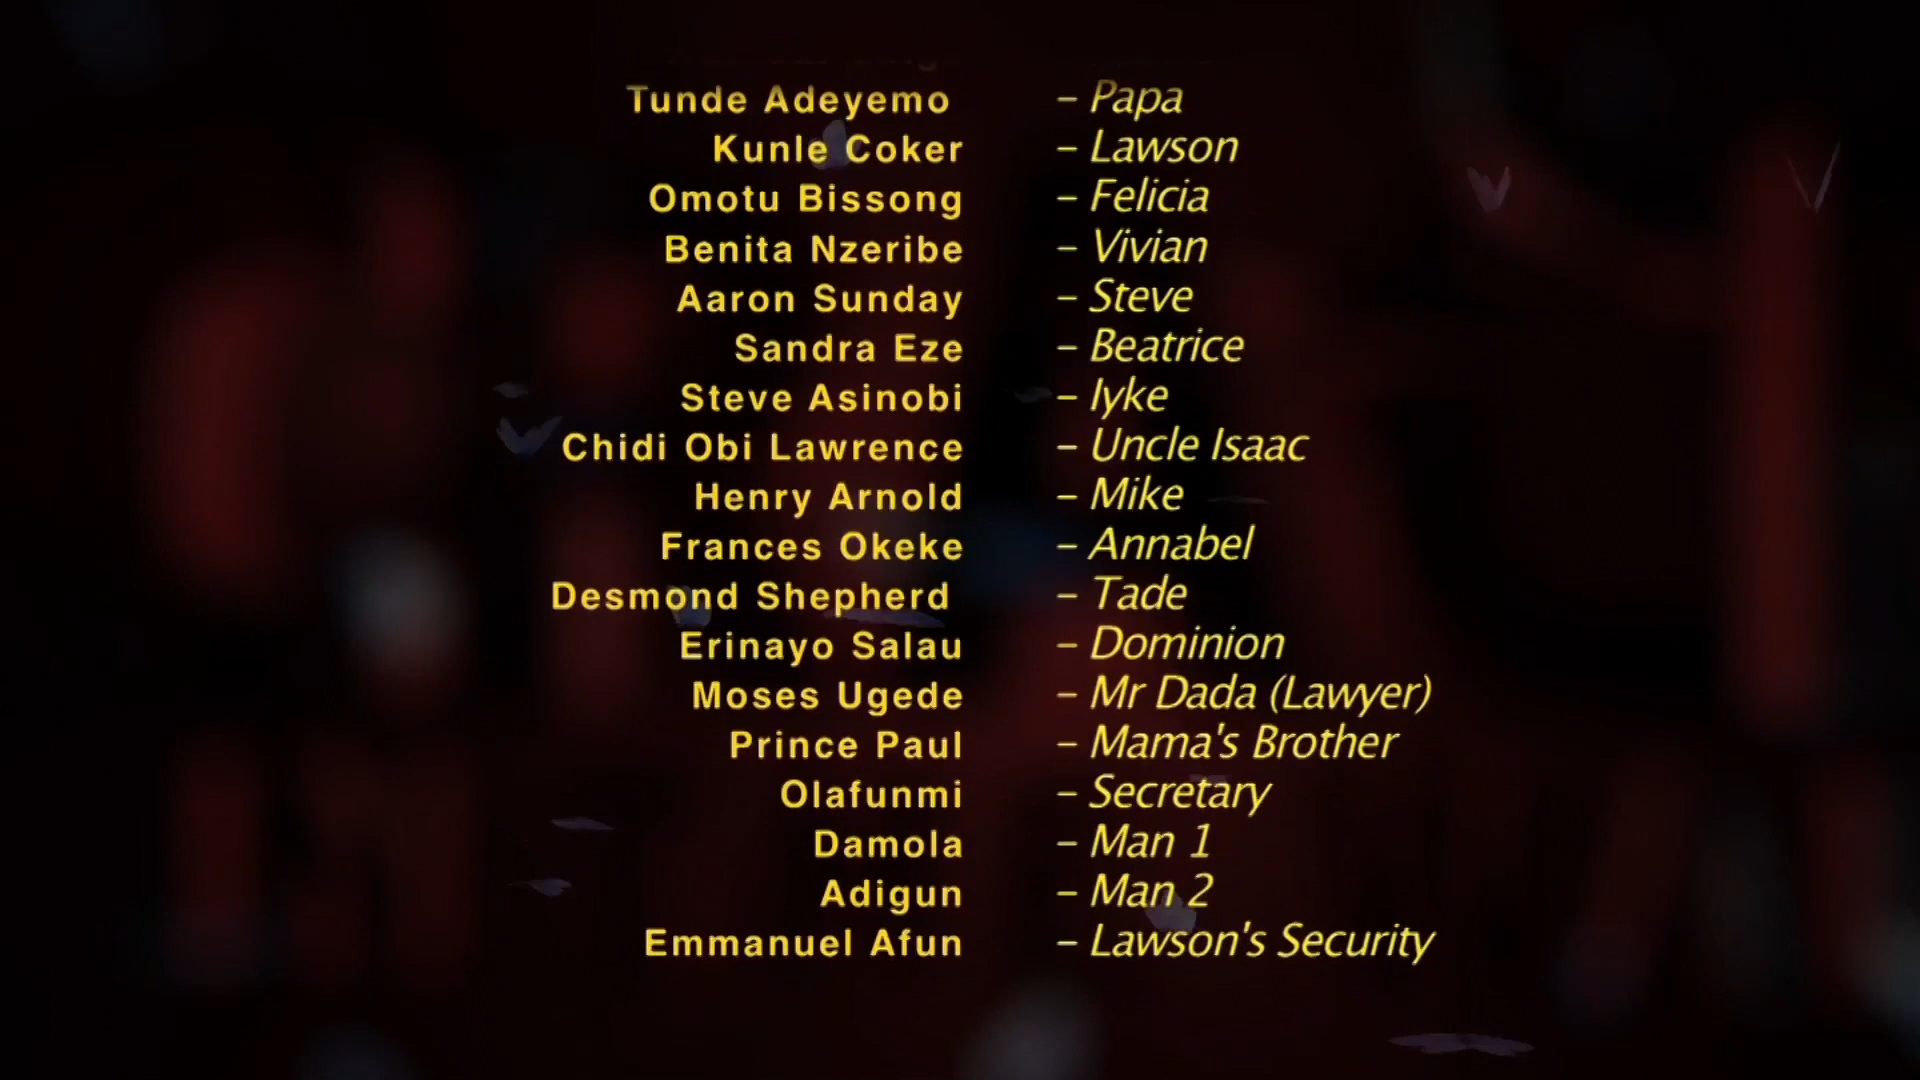 Tunde Adeyemo – Papa
Kunle Coker – Lawson
Omotu Bissong – Felicia
Benita Nzeribe – Vivian
Aaron Sunday – Steve
Sandra Eze – Beatrice
Steve Asinobi – Iyke
Chidi Obi Lawrence – Uncle Isaac
Henry Arnold – Mike
Frances Okeke – Annabel
Desmond Shepherd – Tade
Erinayo Salau – Dominion
Moses Ugede – Mr Dada (Lawyer)
Prince Paul – Mama's Brother
Olafunmi – Secretary
Damola – Man 1
Adigun – Man 2
Emmanuel Afun – Lawson's Security